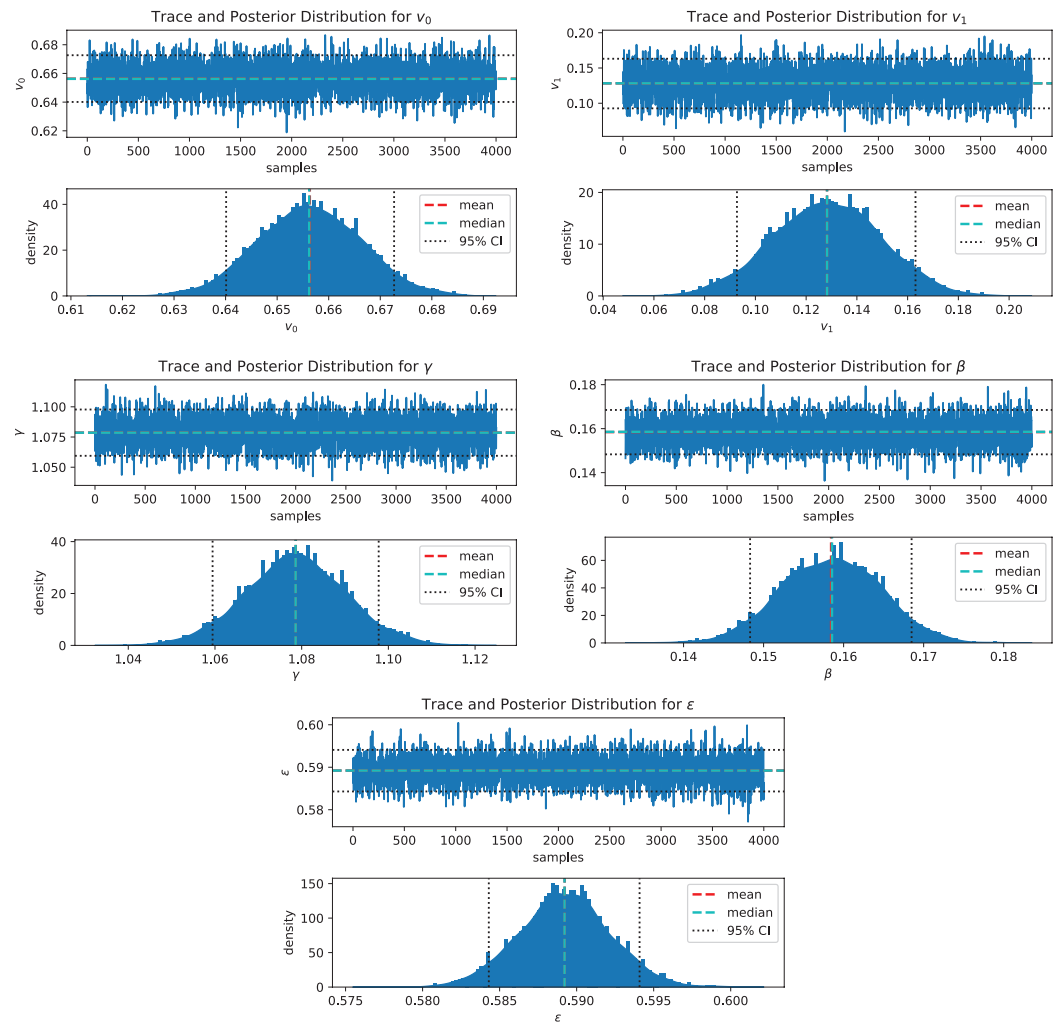 Trace and Posterior Distribution for v₀
0.68
0.66
0.64
0.62
v₀
0 500 1000 1500 2000 2500 3000 3500 4000
samples
40
20
0
density
mean
median
95% CI
0.61 0.62 0.63 0.64 0.65 0.66 0.67 0.68 0.69
v₀
Trace and Posterior Distribution for v₁
0.20
0.15
0.10
v₁
0 500 1000 1500 2000 2500 3000 3500 4000
samples
20
10
0
density
mean
median
95% CI
0.04 0.06 0.08 0.10 0.12 0.14 0.16 0.18 0.20
v₁
Trace and Posterior Distribution for γ
1.100
1.075
1.050
γ
0 500 1000 1500 2000 2500 3000 3500 4000
samples
40
20
0
density
mean
median
95% CI
1.04 1.06 1.08 1.10 1.12
γ
Trace and Posterior Distribution for β
0.18
0.16
0.14
β
0 500 1000 1500 2000 2500 3000 3500 4000
samples
60
40
20
0
density
mean
median
95% CI
0.14 0.15 0.16 0.17 0.18
β
Trace and Posterior Distribution for ε
0.60
0.59
0.58
ε
0 500 1000 1500 2000 2500 3000 3500 4000
samples
150
100
50
0
density
mean
median
95% CI
0.575 0.580 0.585 0.590 0.595 0.600
ε